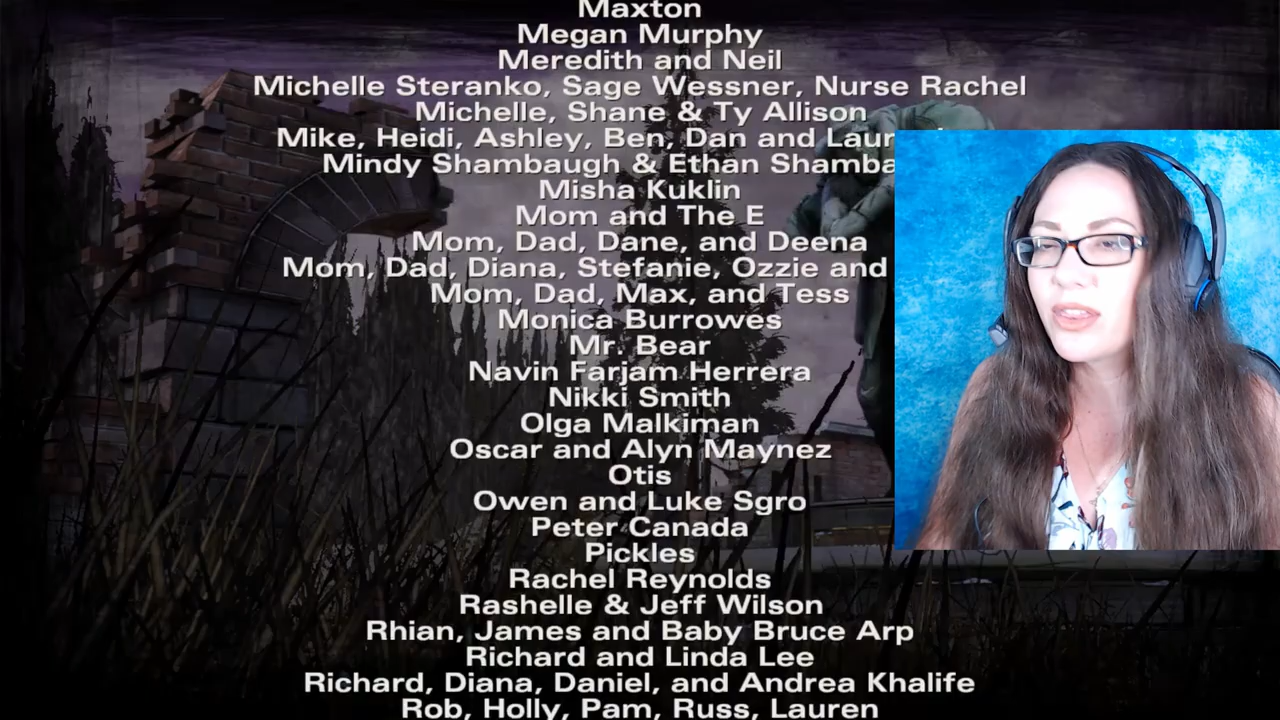 Maxton
Megan Murphy
Meredith and Neil
Michelle Steranko, Sage Wessner, Nurse Rachel
Michelle, Shane & Ty Allison
Mike, Heidi, Ashley, Ben, Dan and
Mindy Shambaugh & Ethan
Misha Kuklin
Mom and The E
Mom, Dad, Dane, and Deena
Mom, Dad, Diana, Stefanie, Ozzie and
Mom, Dad, Max, and Tess
Monica Burrowes
Mr. Bear
Navin Farjam Herrera
Nikki Smith
Olga Malkiman
Oscar and Alyn Maynez
Otis
Owen and Luke Sgro
Peter Canada
Pickles
Rachel Reynolds
Rashelle & Jeff Wilson
Rhian, James and Baby Bruce Arp
Richard and Linda Lee
Richard, Diana, Daniel, and Andrea Khalife
Rob, Holly, Pam, Russ, Lauren